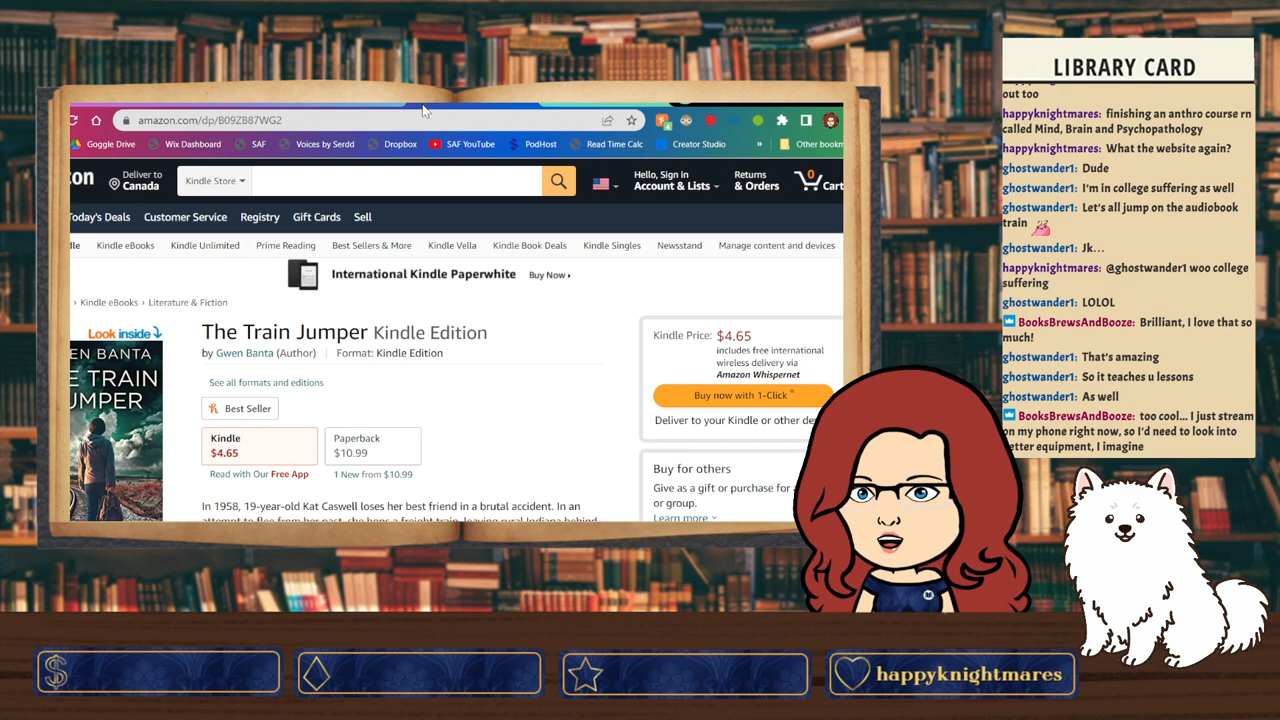 amazon.com/dp/B09ZB87WG2
Google Drive
Wix Dashboard
SAF
Voices by Serdd
Dropbox
SAF YouTube
PodHost
Read Time Calc
Creator Studio
»
Other bookm
zon
Deliver to
Canada
Kindle Store
Hello, Sign in
Account & Lists
Returns
& Orders
0
Cart
Today's Deals
Customer Service
Registry
Gift Cards
Sell
dle
Kindle eBooks
Kindle Unlimited
Prime Reading
Best Sellers & More
Kindle Vella
Kindle Book Deals
Kindle Singles
Newsstand
Manage content and devices
International Kindle Paperwhite
Buy Now ›
› Kindle eBooks › Literature & Fiction
Look inside
EN BANTA
E TRAIN
UMPER
The Train Jumper Kindle Edition
by Gwen Banta (Author) | Format: Kindle Edition
See all formats and editions
Best Seller
Kindle
$4.65
Paperback
$10.99
Read with Our Free App
1 New from $10.99
In 1958, 19-year-old Kat Caswell loses her best friend in a brutal accident. In an
Kindle Price: $4.65
includes free international
wireless delivery via
Amazon Whispernet
Buy now with 1-Click *
Deliver to your Kindle or other de
Buy for others
Give as a gift or purchase for a
or group.
Learn more
LIBRARY CARD
out too
happyknightmares: finishing an anthro course rn
called Mind, Brain and Psychopathology
happyknightmares: What the website again?
ghostwander1: Dude
ghostwander1: I'm in college suffering as well
ghostwander1: Let's all jump on the audiobook
train
ghostwander1: Jk...
happyknightmares: @ghostwander1 woo college
suffering
ghostwander1: LOLOL
BooksBrewsAndBooze: Brilliant, I love that so
much!
ghostwander1: That's amazing
ghostwander1: So it teaches u lessons
ghostwander1: As well
BooksBrewsAndBooze: too cool... I just stream
on my phone right now, so I'd need to look into
better equipment, I imagine
$
happyknightmares